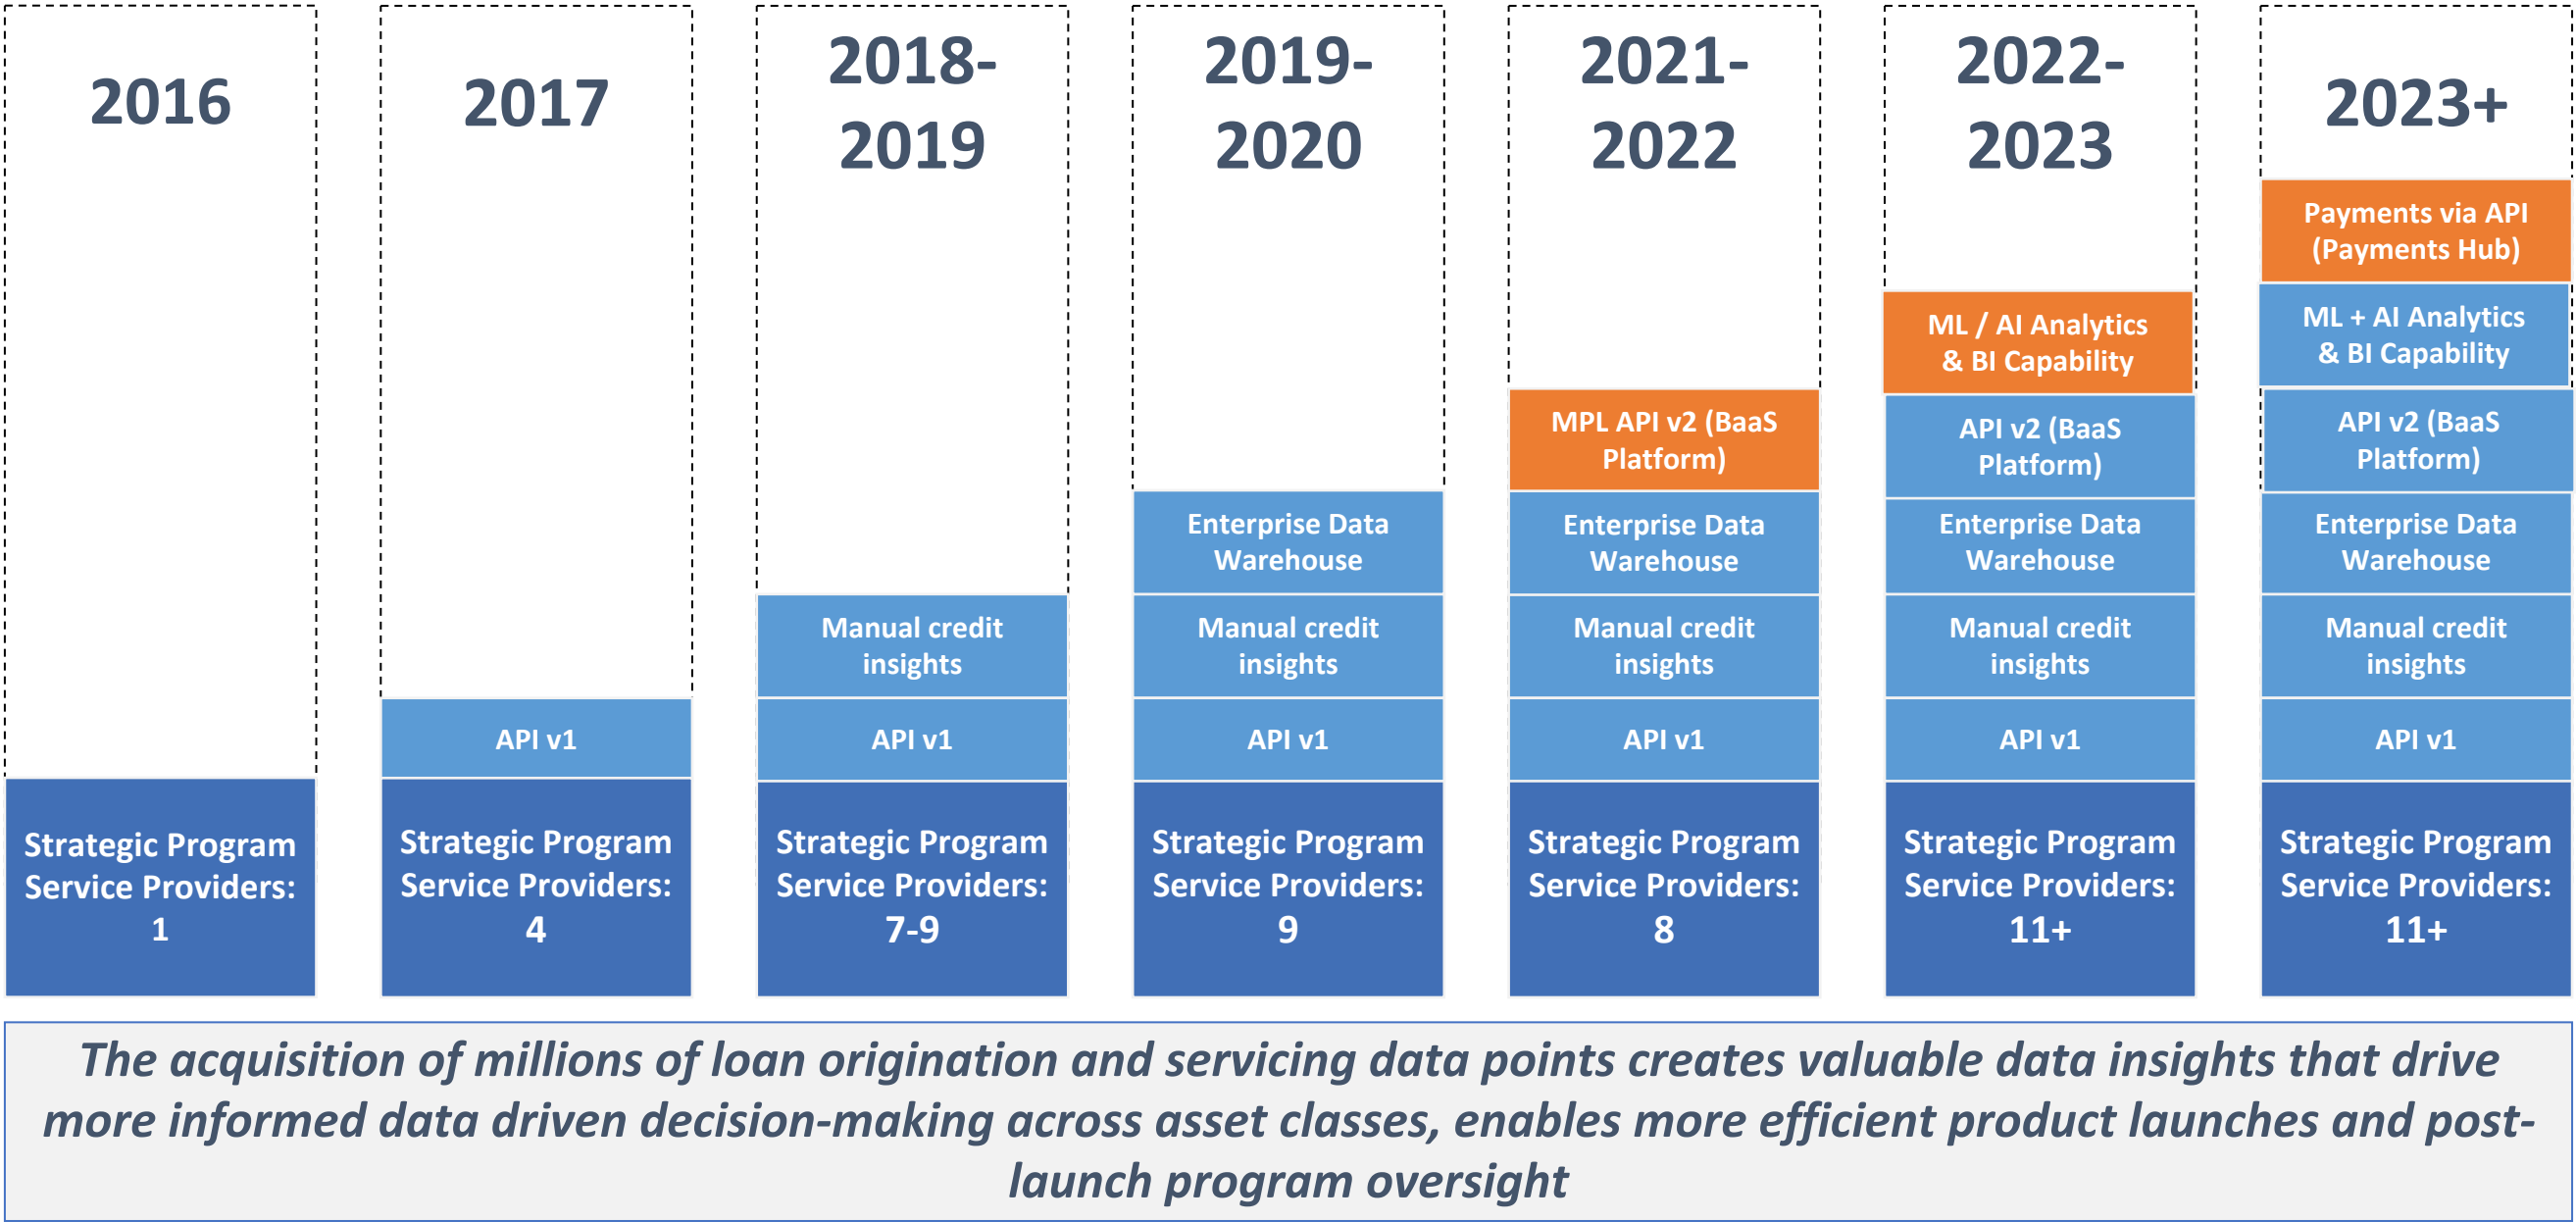 2016
Strategic Program
Service Providers:
1
2017
API v1
Strategic Program
Service Providers:
4
2018-
2019
Manual credit
insights
API v1
Strategic Program
Service Providers:
7-9
2019-
2020
Enterprise Data
Warehouse
Manual credit
insights
API v1
Strategic Program
Service Providers:
9
2021-
2022
MPL API v2 (BaaS
Platform)
Enterprise Data
Warehouse
Manual credit
insights
API v1
Strategic Program
Service Providers:
8
2022-
2023
ML / AI Analytics
& BI Capability
API v2 (BaaS
Platform)
Enterprise Data
Warehouse
Manual credit
insights
API v1
Strategic Program
Service Providers:
11+
2023+
Payments via API
(Payments Hub)
ML + AI Analytics
& BI Capability
API v2 (BaaS
Platform)
Enterprise Data
Warehouse
Manual credit
insights
API v1
Strategic Program
Service Providers:
11+
The acquisition of millions of loan origination and servicing data points creates valuable data insights that drive
more informed data driven decision-making across asset classes, enables more efficient product launches and post-
launch program oversight